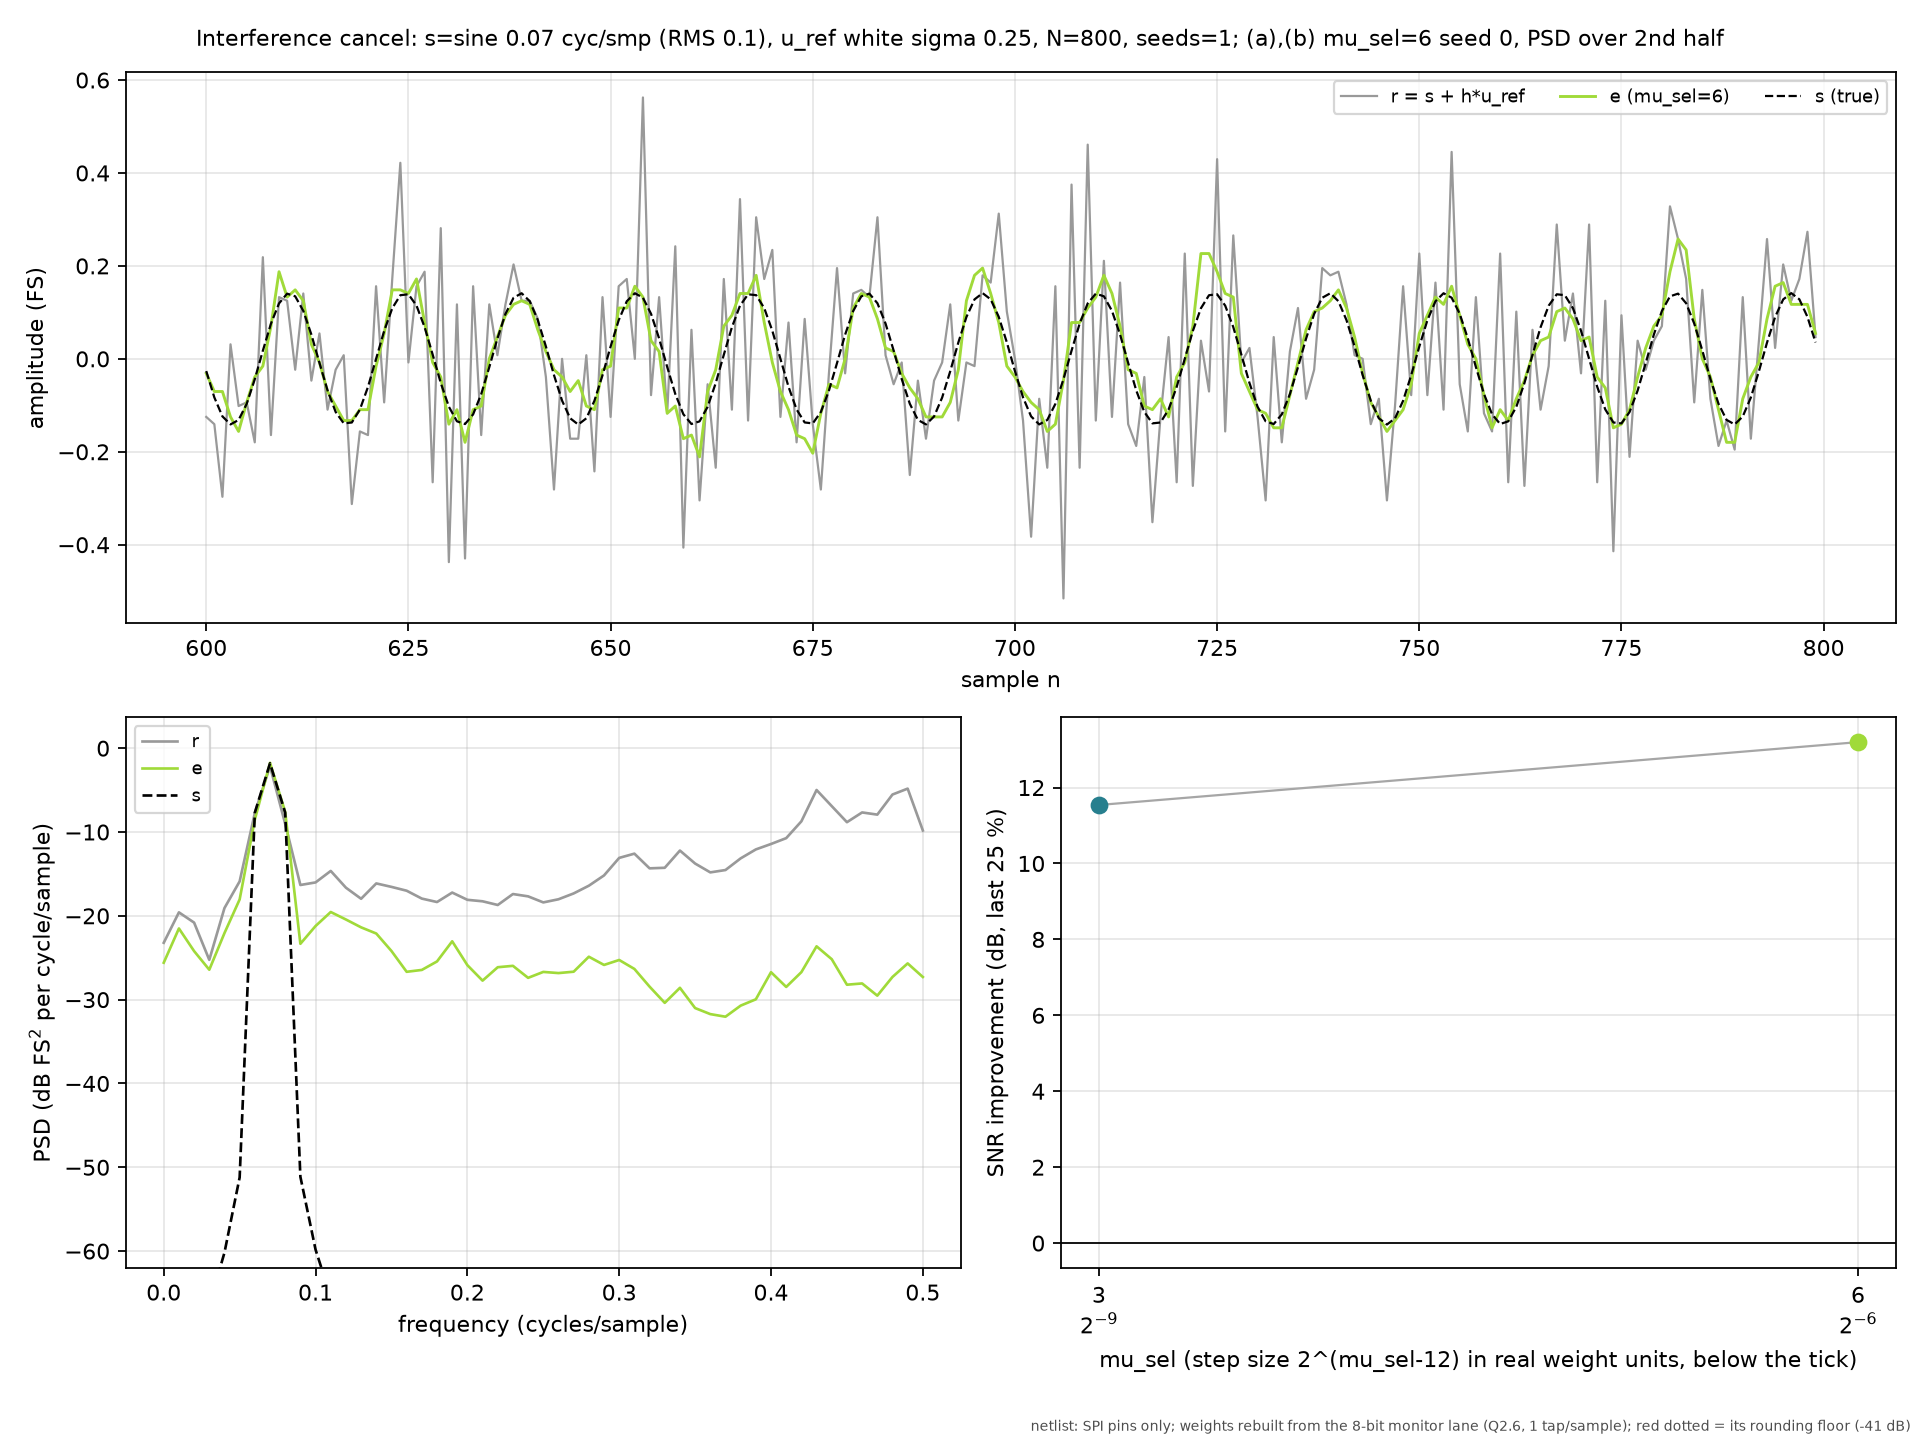 Interference cancel: s=sine 0.07 cyc/smp (RMS 0.1), u_ref white sigma 0.25, N=800, seeds=1; (a),(b) mu_sel=6 seed 0, PSD over 2nd half
r = s + h*u_ref
e (mu_sel=6)
s (true)
amplitude (FS)
0.6
0.4
0.2
0.0
−0.2
−0.4
600
625
650
675
700
725
750
775
800
sample n
r
e
s
PSD (dB FS² per cycle/sample)
0
−10
−20
−30
−40
−50
−60
0.0
0.1
0.2
0.3
0.4
0.5
frequency (cycles/sample)
SNR improvement (dB, last 25 %)
12
10
8
6
4
2
0
3
2⁻⁹
6
2⁻⁶
mu_sel (step size 2^(mu_sel-12) in real weight units, below the tick)
netlist: SPI pins only; weights rebuilt from the 8-bit monitor lane (Q2.6, 1 tap/sample); red dotted = its rounding floor (-41 dB)